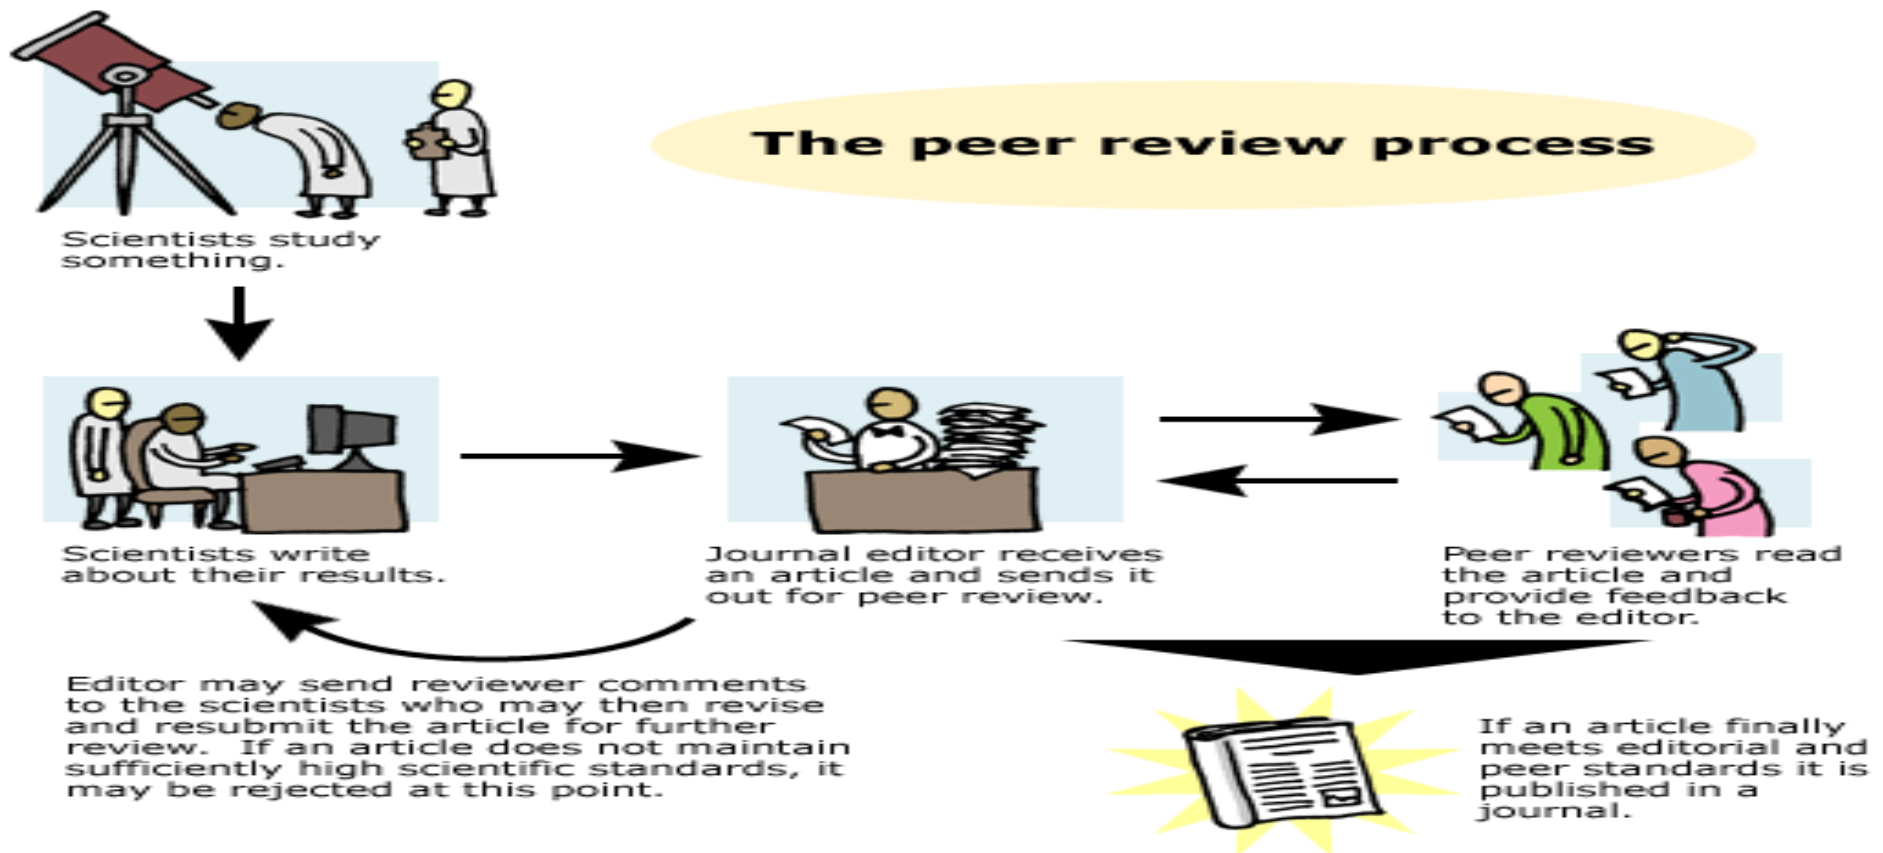 The peer review process
Scientists study
something.
Scientists write
about their results.
Journal editor receives
an article and sends it
out for peer review.
Peer reviewers read
the article and
provide feedback
to the editor.
Editor may send reviewer comments
to the scientists who may then revise
and resubmit the article for further
review.  If an article does not maintain
sufficiently high scientific standards, it
may be rejected at this point.
If an article finally
meets editorial and
peer standards it is
published in a
journal.